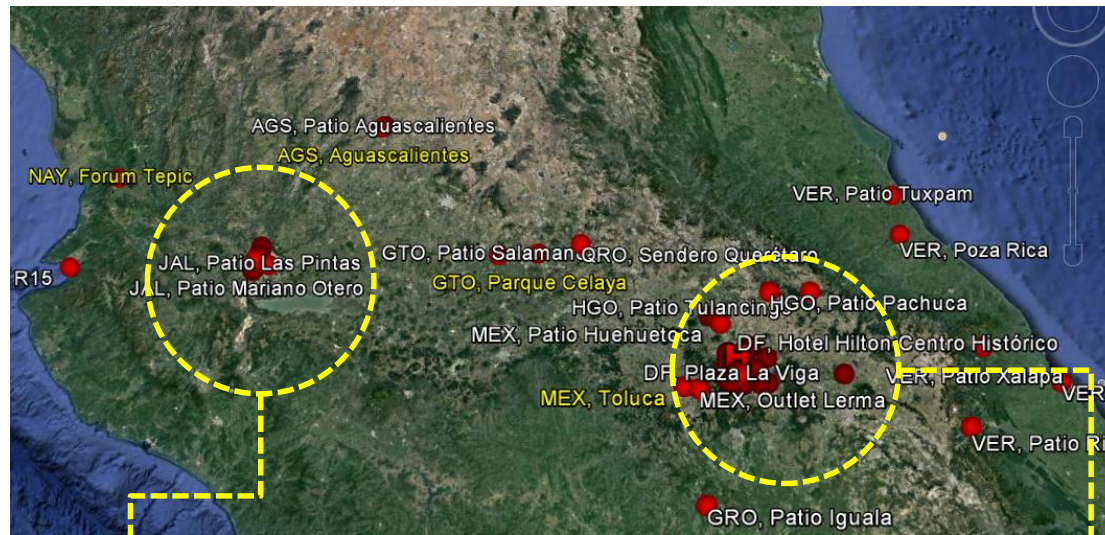 AGS, Patio Aguascalientes
AGS, Aguascalientes
NAY, Forum Tepic
VER, Patio Tuxpam
JAL, Patio Las Pintas
GTO, Patio Salaman
QRO, Sendero Querétaro
VER, Poza Rica
R15
GTO, Parque Celaya
JAL, Patio Mariano Otero
HGO, Patio Tulancingo
HGO, Patio Pachuca
MEX, Patio Huehuetoca
DF, Hotel Hilton Centro Histórico
DF, Plaza La Viga
VER, Patio Xalapa
VER
MEX, Toluca
MEX, Outlet Lerma
VER, Patio
GRO, Patio Iguala